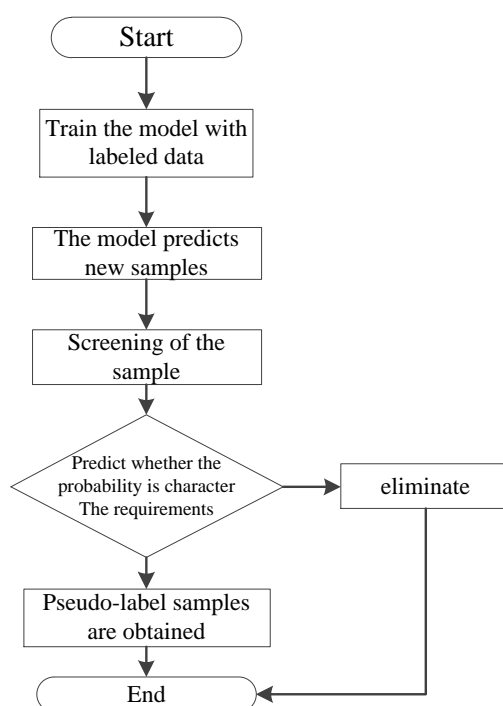 Start
Train the model with
labeled data
The model predicts
new samples
Screening of the
sample
Predict whether the
probability is character
The requirements
eliminate
Pseudo-label samples
are obtained
End